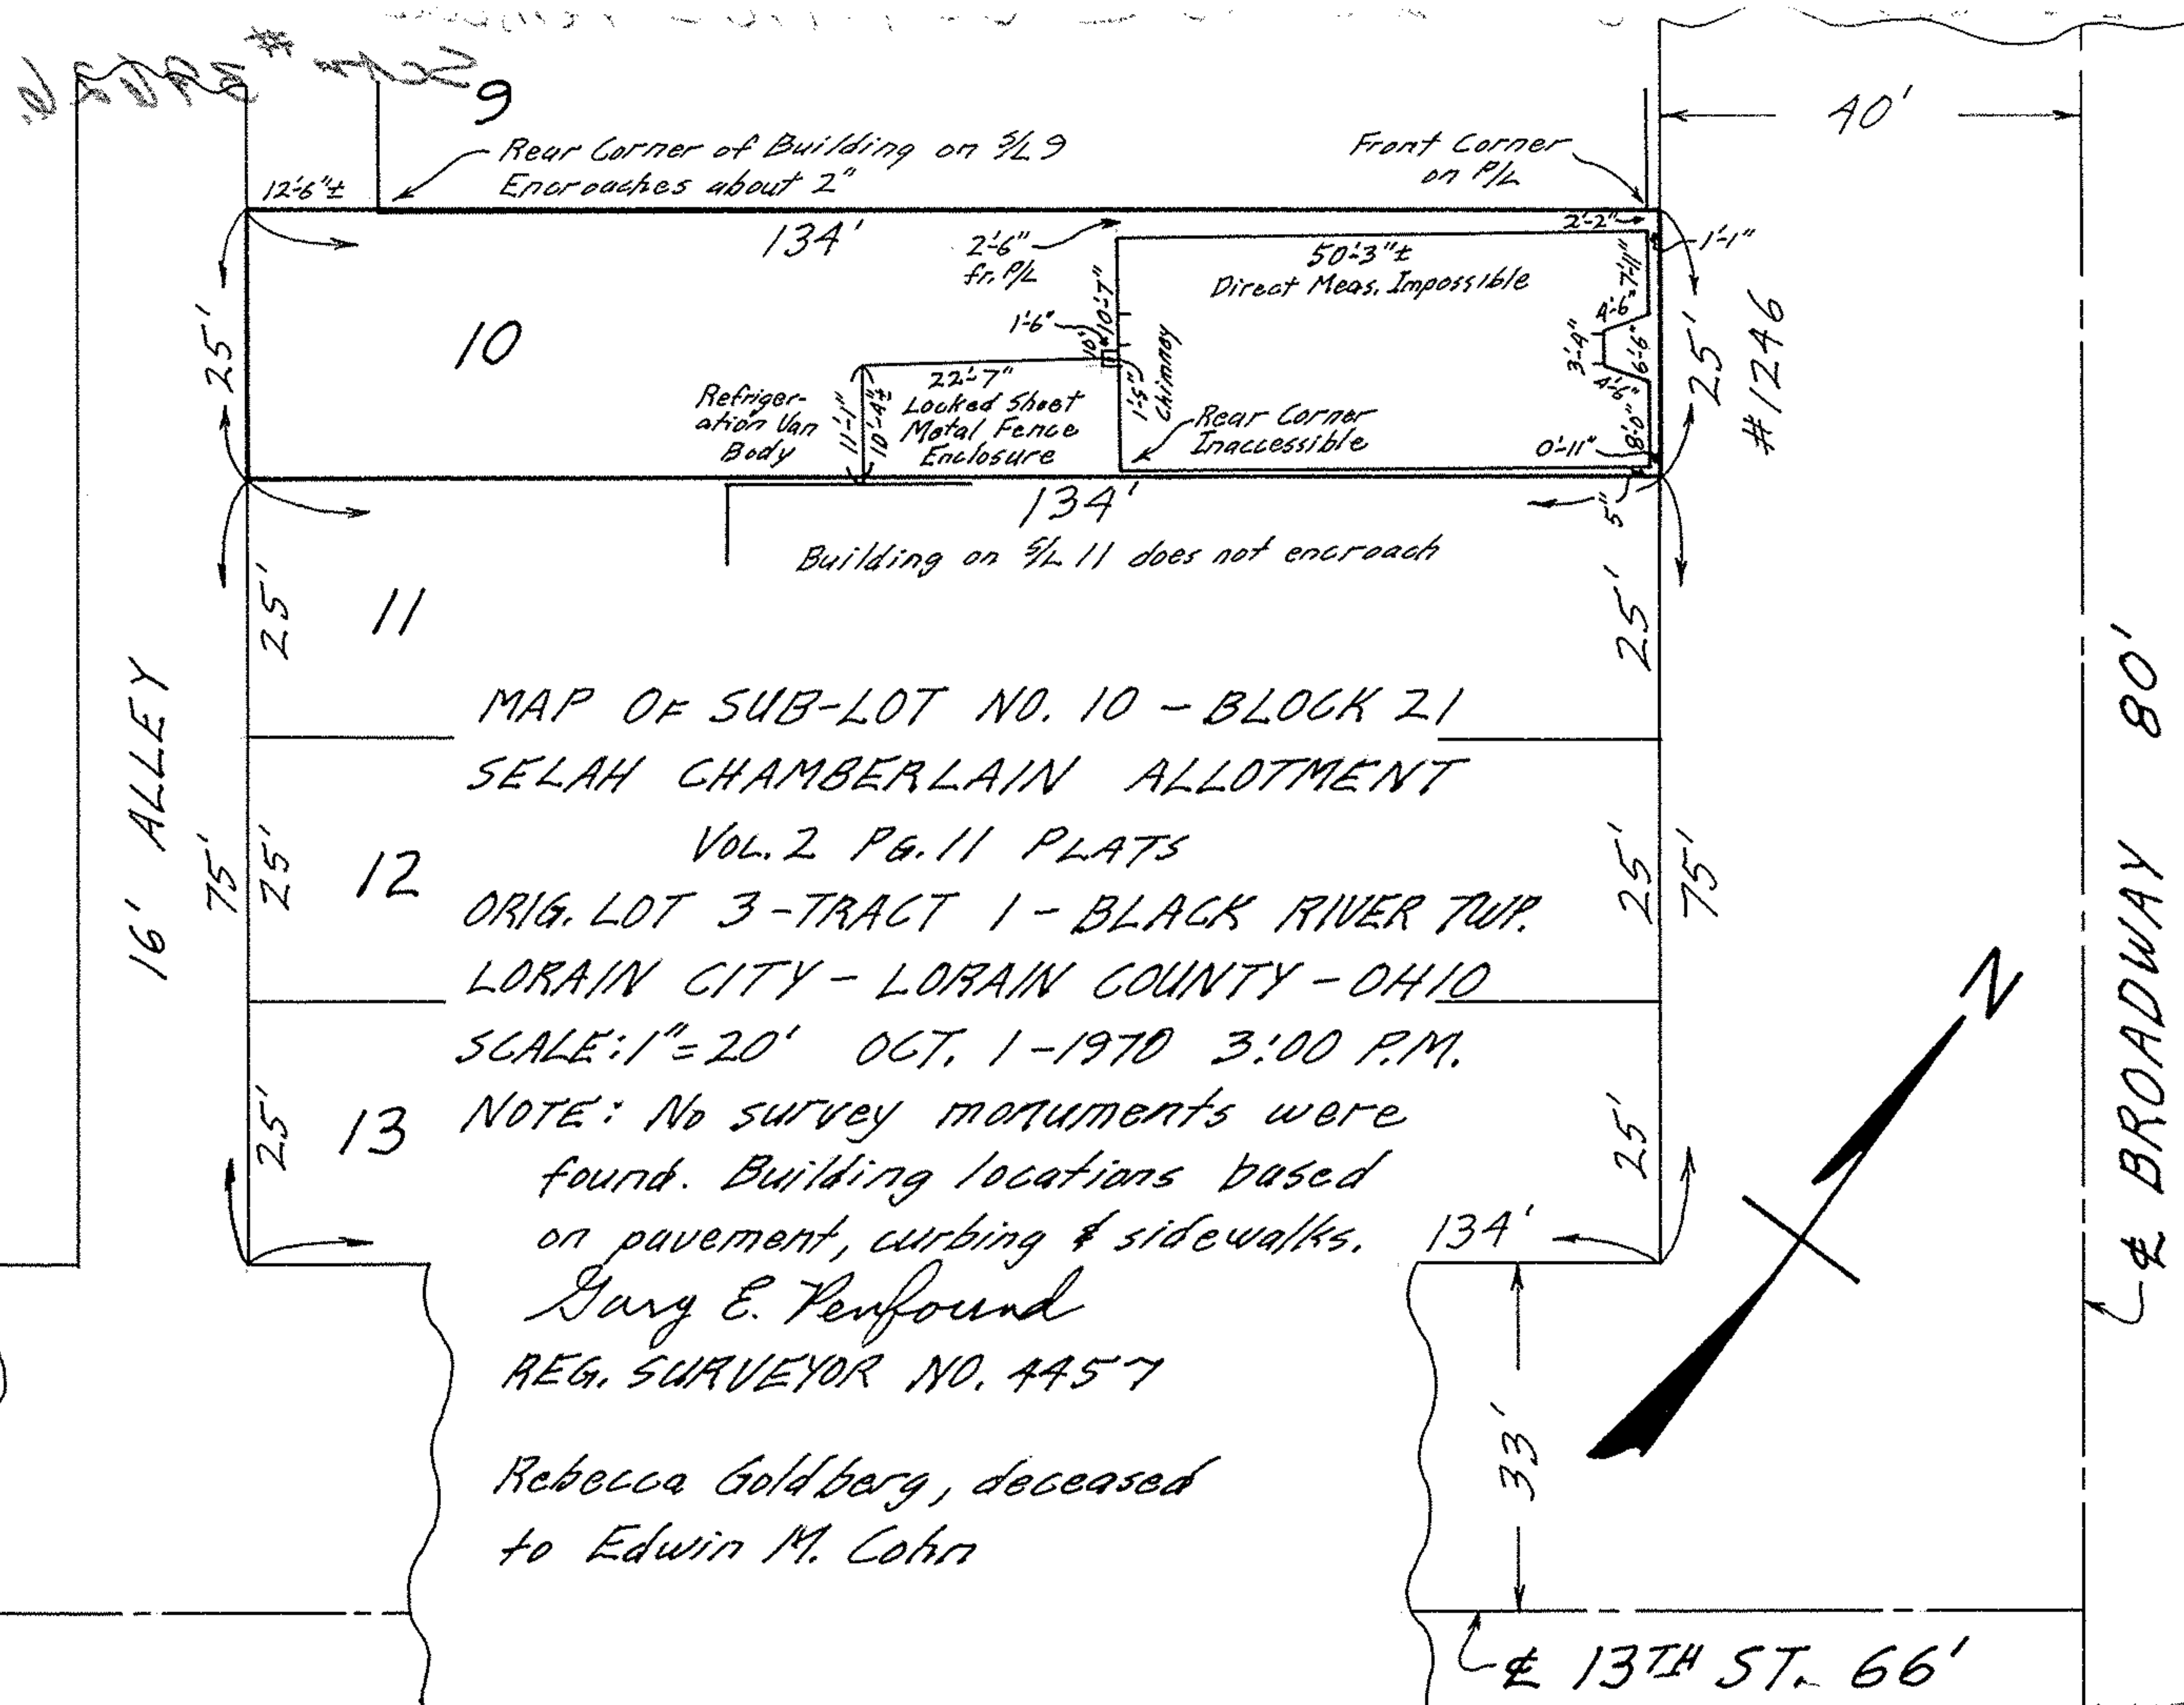 9
Rear Corner of Building on S/L 9
Encroaches about 2"
Front Corner
on P/L
40'
12'-6"±
134'
2'-6"
fr. P/L
2'-2"
1'-1"
50'-3"±
Direct Meas. Impossible
7'-11"
4'-6"
3'-4"
6'-6"
4'-6"
8'-0"
0'-11"
5"
25'
10
1'-6"
10'-7"
10"
1'-5"
Chimney
22'-7"
Locked Sheet
Metal Fence
Enclosure
Refriger-
ation Van
Body
11'-1"
10'-4"±
Rear Corner
Inaccessible
25'
#1246
134'
Building on S/L 11 does not encroach
25'
11
25'
16' ALLEY
75'
25'
12
25'
75'
25'
13
25'
MAP OF SUB-LOT NO. 10 - BLOCK 21
SELAH CHAMBERLAIN ALLOTMENT
VOL. 2 PG. 11 PLATS
ORIG. LOT 3 - TRACT 1 - BLACK RIVER TWP.
LORAIN CITY - LORAIN COUNTY - OHIO
SCALE: 1" = 20' OCT. 1 - 1970 3:00 P.M.
NOTE: No survey monuments were
found. Building locations based
on pavement, curbing & sidewalks.
134'
Gary E. Penfound
REG. SURVEYOR NO. 4457
Rebecca Goldberg, deceased
to Edwin M. Cohn
33'
N
℄ BROADWAY 80'
℄ 13TH ST. 66'